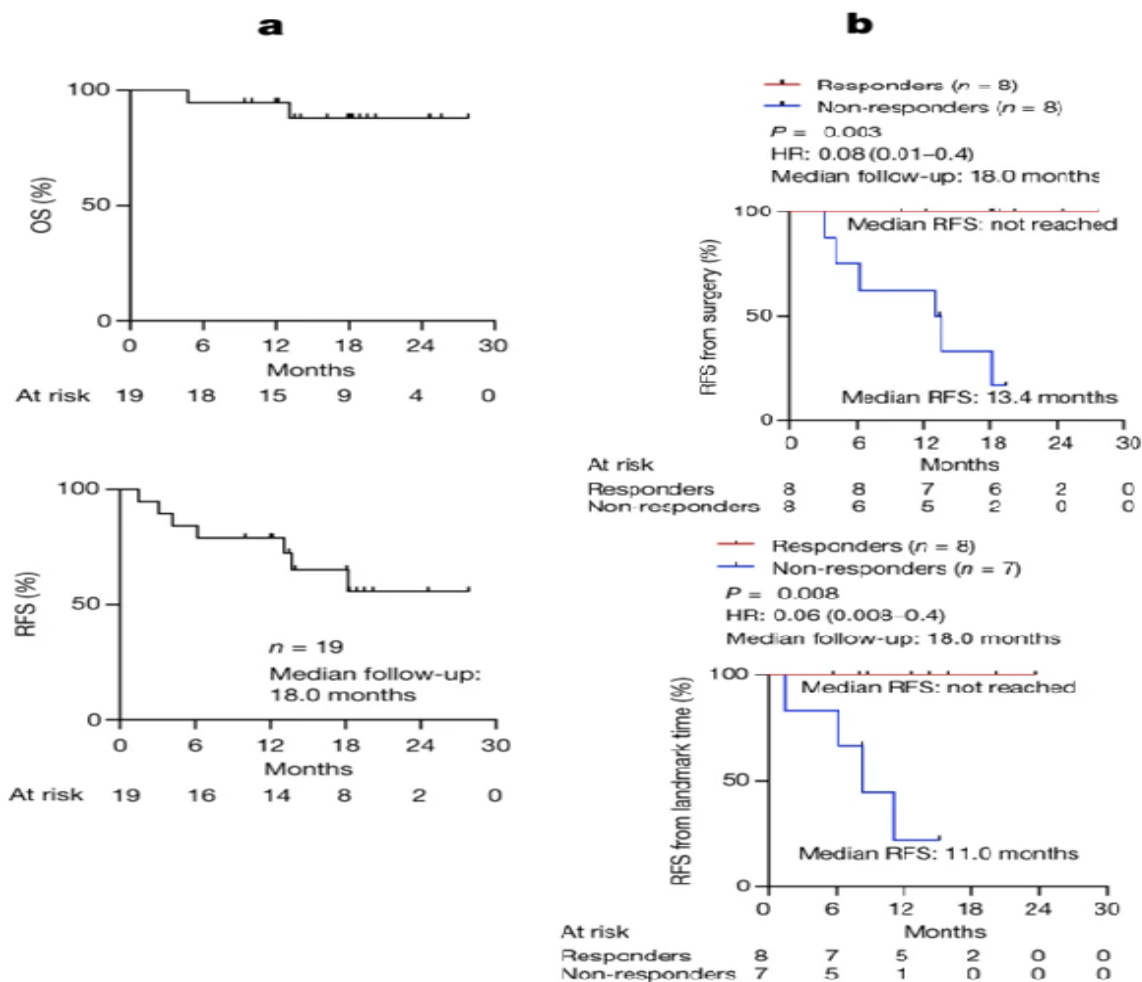 a
100
50
0
OS (%)
0 6 12 18 24 30
Months
At risk 19 18 15 9 4 0
100
50
0
RFS (%)
n = 19
Median follow-up:
18.0 months
0 6 12 18 24 30
Months
At risk 19 16 14 8 2 0
b
Responders (n = 8)
Non-responders (n = 8)
P = 0.003
HR: 0.08 (0.01–0.4)
Median follow-up: 18.0 months
100
50
0
RFS from surgery (%)
Median RFS: not reached
Median RFS: 13.4 months
0 6 12 18 24 30
At risk Months
Responders 8 8 7 6 2 0
Non-responders 8 6 5 2 0 0
Responders (n = 8)
Non-responders (n = 7)
P = 0.008
HR: 0.06 (0.008–0.4)
Median follow-up: 18.0 months
100
50
0
RFS from landmark time (%)
Median RFS: not reached
Median RFS: 11.0 months
0 6 12 18 24 30
At risk Months
Responders 8 7 5 2 0 0
Non-responders 7 5 1 0 0 0